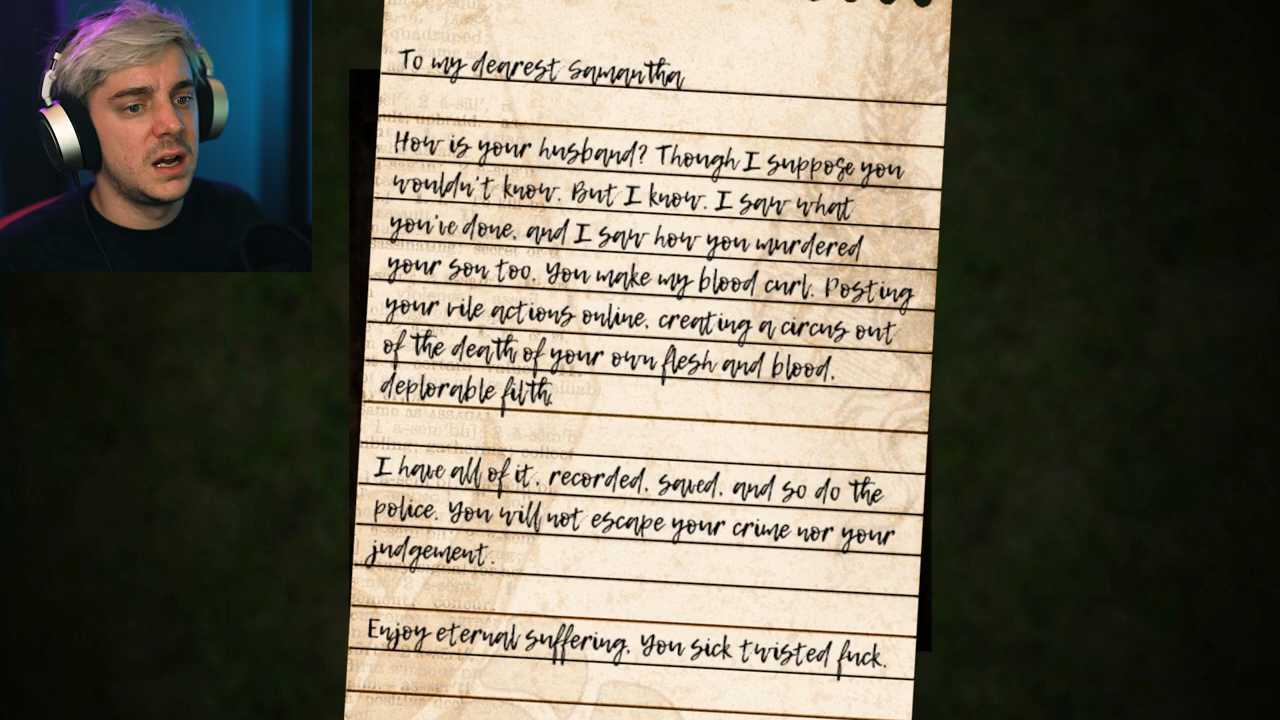 To my dearest Samantha
How is your husband? Though I suppose you
wouldn't know. But I know. I saw what
you've done, and I saw how you murdered
your son too. You make my blood curl. Posting
your vile actions online, creating a circus out
of the death of your own flesh and blood,
deplorable filth.
I have all of it, recorded, saved, and so do the
police. You will not escape your crime nor your
judgement.
Enjoy eternal suffering. You sick twisted fuck.